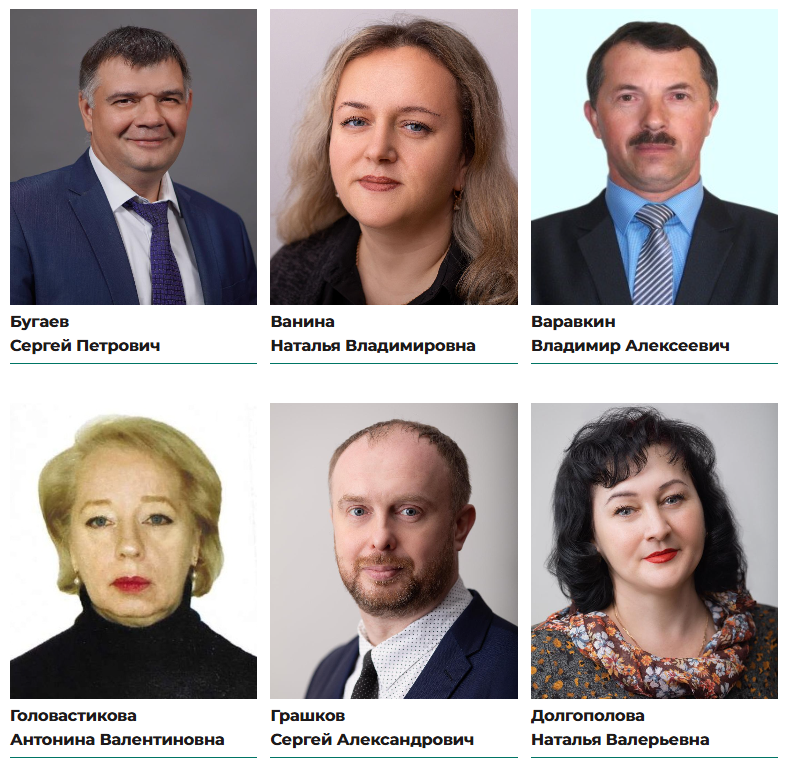 Бугаев
Сергей Петрович
Ванина
Наталья Владимировна
Варавкин
Владимир Алексеевич
Головастикова
Антонина Валентиновна
Грашков
Сергей Александрович
Долгополова
Наталья Валерьевна